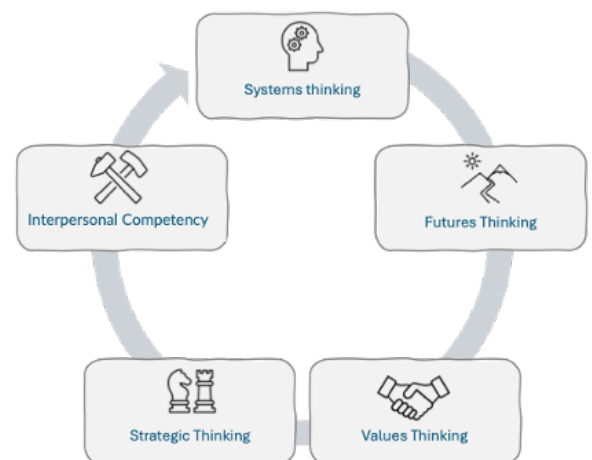 Systems thinking
Futures Thinking
Values Thinking
Strategic Thinking
Interpersonal Competency